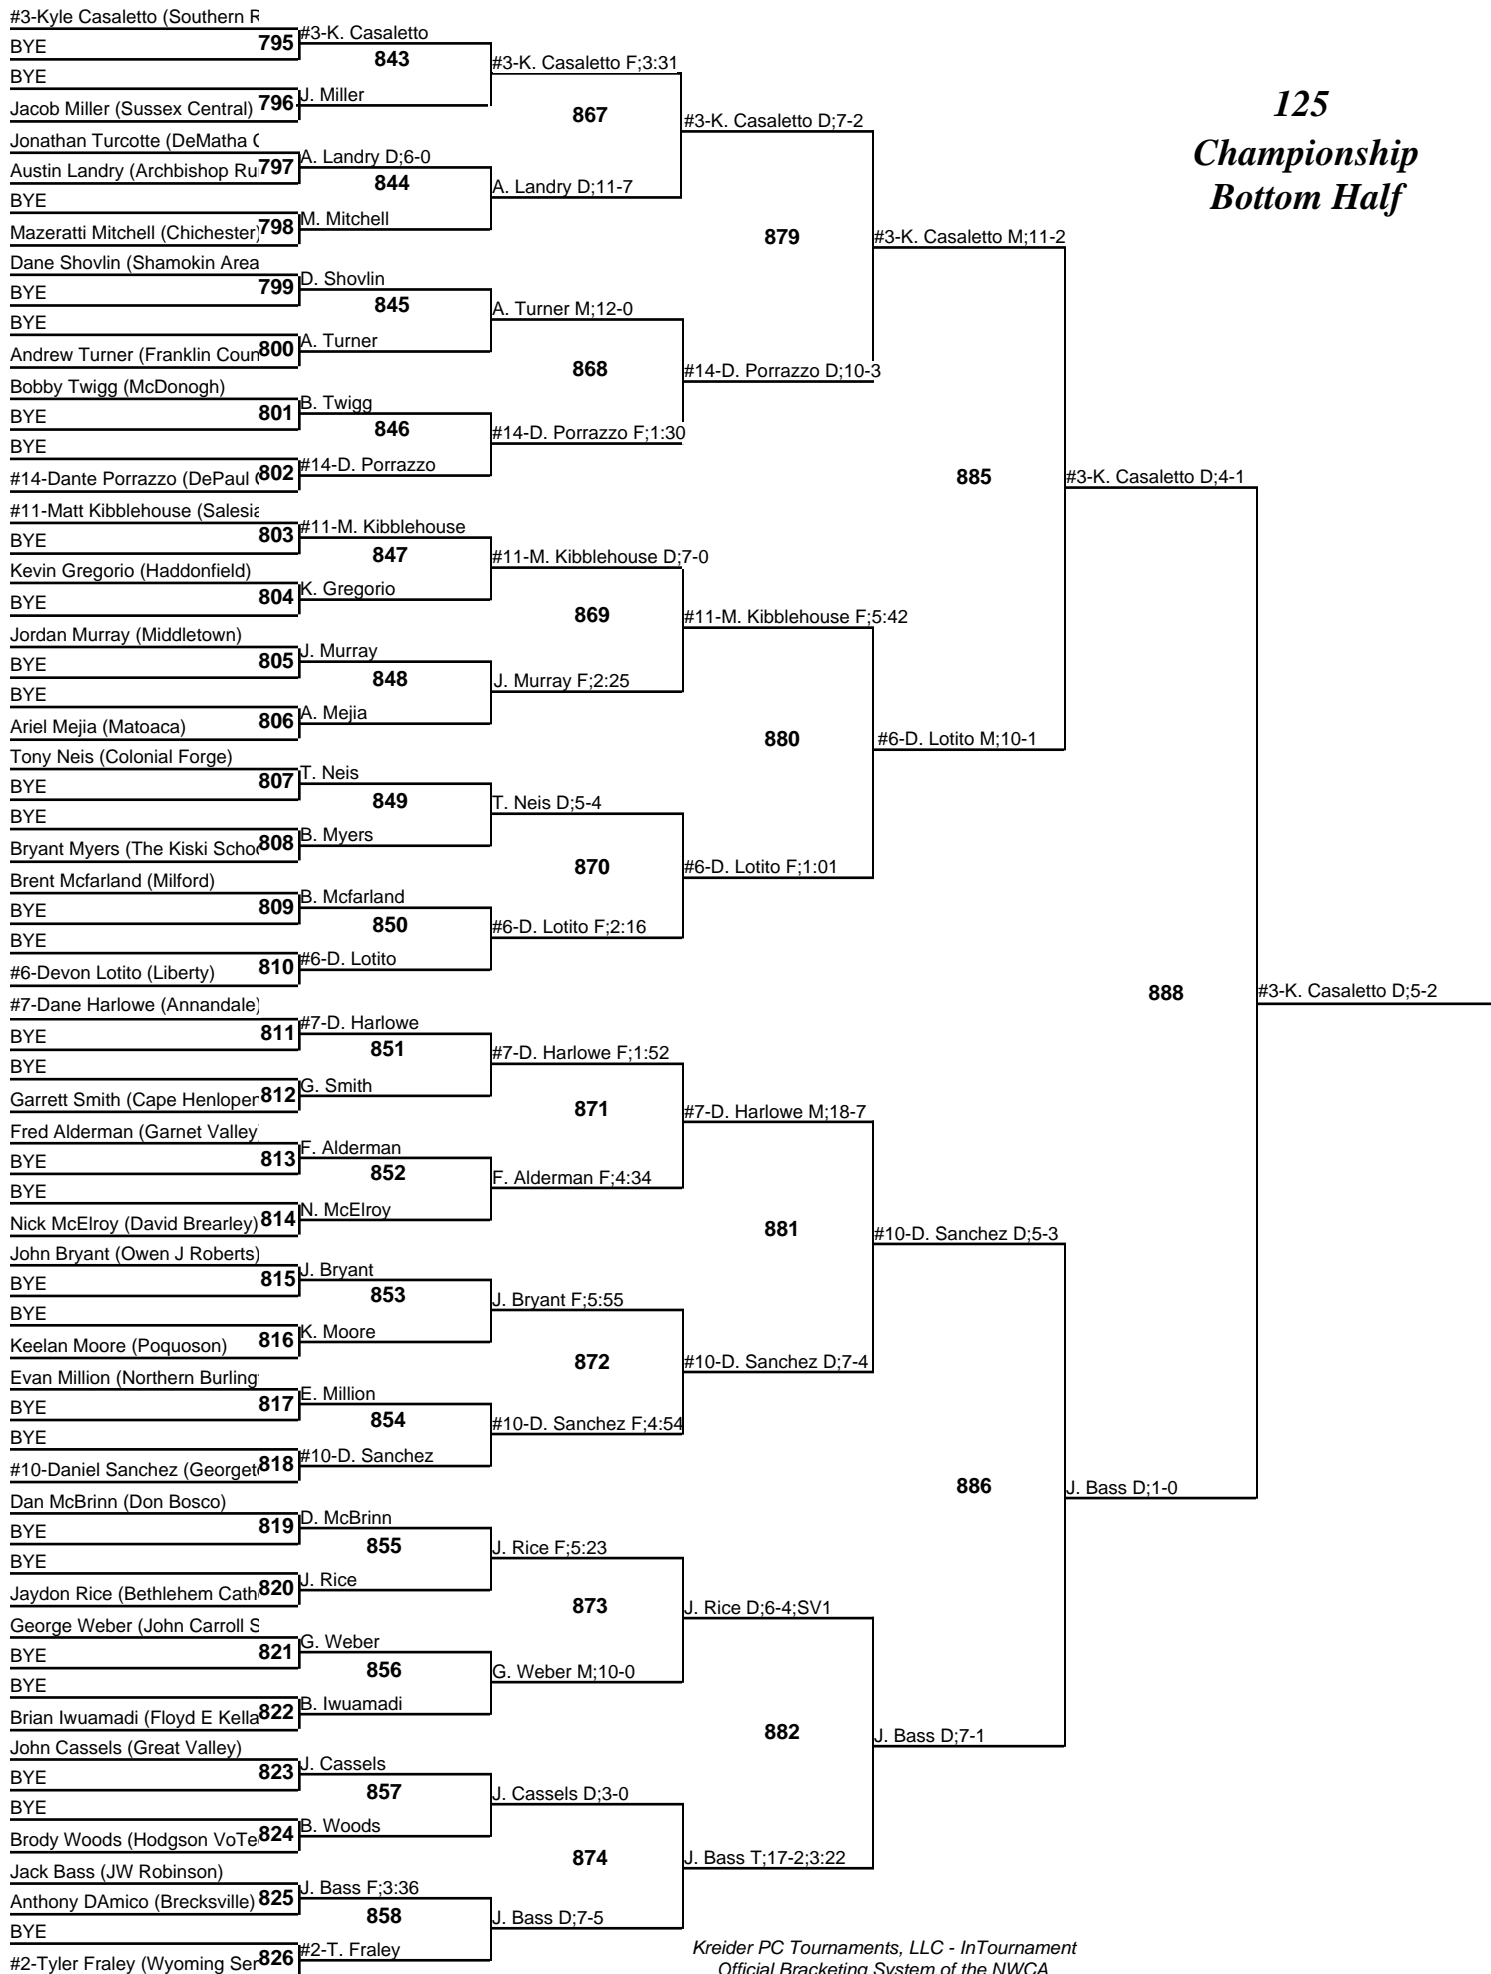 #3-Kyle Casaletto (Southern R
BYE
795
BYE
Jacob Miller (Sussex Central)
796
Jonathan Turcotte (DeMatha C
Austin Landry (Archbishop Ru
797
BYE
Mazeratti Mitchell (Chichester)
798
Dane Shovlin (Shamokin Area
BYE
799
BYE
Andrew Turner (Franklin Coun
800
Bobby Twigg (McDonogh)
BYE
801
BYE
#14-Dante Porrazzo (DePaul C
802
#11-Matt Kibblehouse (Salesia
BYE
803
Kevin Gregorio (Haddonfield)
BYE
804
Jordan Murray (Middletown)
BYE
805
BYE
Ariel Mejia (Matoaca)
806
Tony Neis (Colonial Forge)
BYE
807
BYE
Bryant Myers (The Kiski Schoo
808
Brent Mcfarland (Milford)
BYE
809
BYE
#6-Devon Lotito (Liberty)
810
#7-Dane Harlowe (Annandale)
BYE
811
BYE
Garrett Smith (Cape Henlopen
812
Fred Alderman (Garnet Valley)
BYE
813
BYE
Nick McElroy (David Brearley)
814
John Bryant (Owen J Roberts)
BYE
815
BYE
Keelan Moore (Poquoson)
816
Evan Million (Northern Burling
BYE
817
BYE
#10-Daniel Sanchez (Georgeto
818
Dan McBrinn (Don Bosco)
BYE
819
BYE
Jaydon Rice (Bethlehem Cath
820
George Weber (John Carroll S
BYE
821
BYE
Brian Iwuamadi (Floyd E Kella
822
John Cassels (Great Valley)
BYE
823
BYE
Brody Woods (Hodgson VoTe
824
Jack Bass (JW Robinson)
Anthony DAmico (Brecksville)
825
BYE
#2-Tyler Fraley (Wyoming Sem
826
#3-K. Casaletto
843
J. Miller
A. Landry D;6-0
844
M. Mitchell
D. Shovlin
845
A. Turner
B. Twigg
846
#14-D. Porrazzo
#11-M. Kibblehouse
847
K. Gregorio
J. Murray
848
A. Mejia
T. Neis
849
B. Myers
B. Mcfarland
850
#6-D. Lotito
#7-D. Harlowe
851
G. Smith
F. Alderman
852
N. McElroy
J. Bryant
853
K. Moore
E. Million
854
#10-D. Sanchez
D. McBrinn
855
J. Rice
G. Weber
856
B. Iwuamadi
J. Cassels
857
B. Woods
J. Bass F;3:36
858
#2-T. Fraley
#3-K. Casaletto F;3:31
867
A. Landry D;11-7
A. Turner M;12-0
868
#14-D. Porrazzo F;1:30
#11-M. Kibblehouse D;7-0
869
J. Murray F;2:25
T. Neis D;5-4
870
#6-D. Lotito F;2:16
#7-D. Harlowe F;1:52
871
F. Alderman F;4:34
J. Bryant F;5:55
872
#10-D. Sanchez F;4:54
J. Rice F;5:23
873
G. Weber M;10-0
J. Cassels D;3-0
874
J. Bass D;7-5
#3-K. Casaletto D;7-2
879
#14-D. Porrazzo D;10-3
#11-M. Kibblehouse F;5:42
880
#6-D. Lotito F;1:01
#7-D. Harlowe M;18-7
881
#10-D. Sanchez D;7-4
J. Rice D;6-4;SV1
882
J. Bass T;17-2;3:22
#3-K. Casaletto M;11-2
885
#6-D. Lotito M;10-1
#10-D. Sanchez D;5-3
886
J. Bass D;7-1
#3-K. Casaletto D;4-1
888
J. Bass D;1-0
#3-K. Casaletto D;5-2
125
Championship
Bottom Half
Kreider PC Tournaments, LLC - InTournament
Official Bracketing System of the NWCA